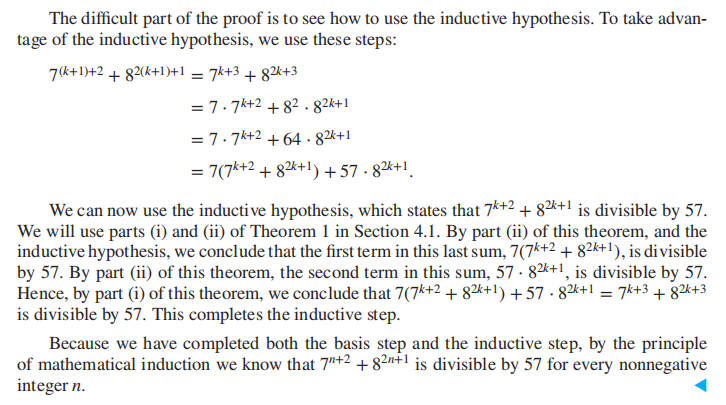 The difficult part of the proof is to see how to use the inductive hypothesis. To take advan-
tage of the inductive hypothesis, we use these steps:
7^{(k+1)+2} + 8^{2(k+1)+1} = 7^{k+3} + 8^{2k+3}
= 7 · 7^{k+2} + 8^2 · 8^{2k+1}
= 7 · 7^{k+2} + 64 · 8^{2k+1}
= 7(7^{k+2} + 8^{2k+1}) + 57 · 8^{2k+1}.
We can now use the inductive hypothesis, which states that 7^{k+2} + 8^{2k+1} is divisible by 57.
We will use parts (i) and (ii) of Theorem 1 in Section 4.1. By part (ii) of this theorem, and the
inductive hypothesis, we conclude that the first term in this last sum, 7(7^{k+2} + 8^{2k+1}), is divisible
by 57. By part (ii) of this theorem, the second term in this sum, 57 · 8^{2k+1}, is divisible by 57.
Hence, by part (i) of this theorem, we conclude that 7(7^{k+2} + 8^{2k+1}) + 57 · 8^{2k+1} = 7^{k+3} + 8^{2k+3}
is divisible by 57. This completes the inductive step.
Because we have completed both the basis step and the inductive step, by the principle
of mathematical induction we know that 7^{n+2} + 8^{2n+1} is divisible by 57 for every nonnegative
integer n.